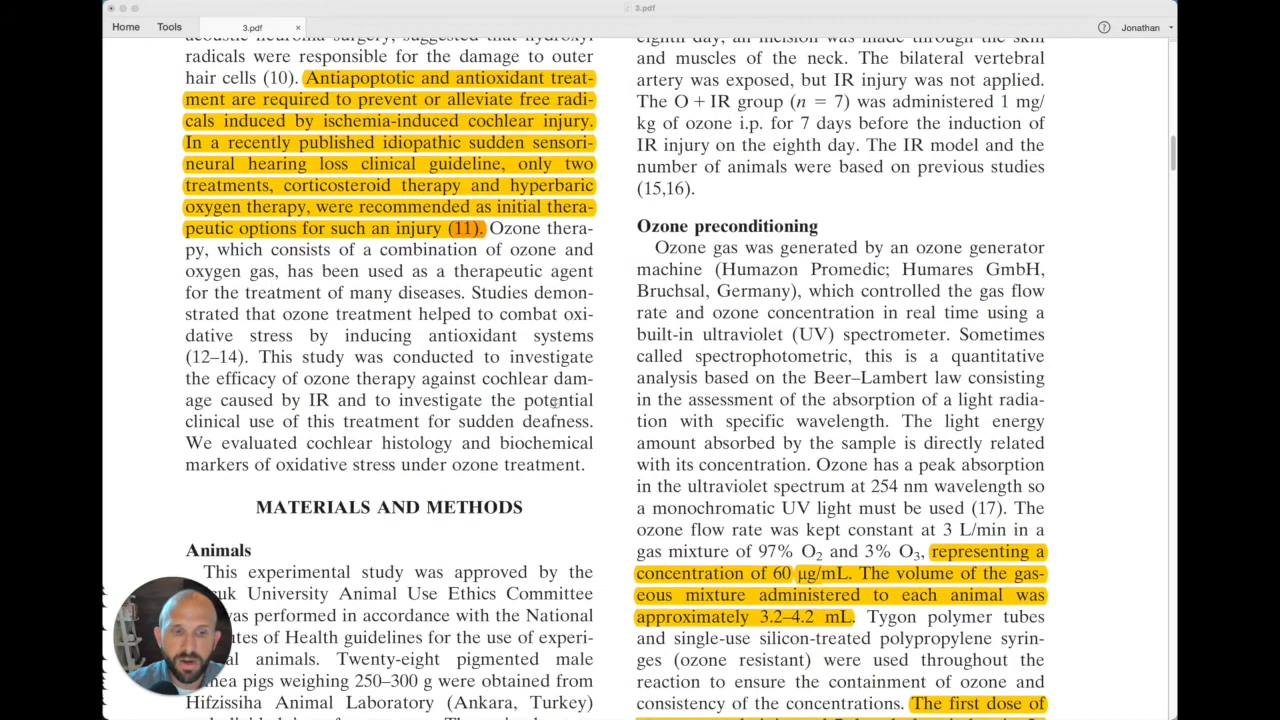 3.pdf
Home
Tools
3.pdf
×
?
Jonathan
acoustic neuroma surgery, suggested that hydroxyl
radicals were responsible for the damage to outer
hair cells (10). Antiapoptotic and antioxidant treat-
ment are required to prevent or alleviate free radi-
cals induced by ischemia-induced cochlear injury.
In a recently published idiopathic sudden sensori-
neural hearing loss clinical guideline, only two
treatments, corticosteroid therapy and hyperbaric
oxygen therapy, were recommended as initial thera-
peutic options for such an injury (11). Ozone thera-
py, which consists of a combination of ozone and
oxygen gas, has been used as a therapeutic agent
for the treatment of many diseases. Studies demon-
strated that ozone treatment helped to combat oxi-
dative stress by inducing antioxidant systems
(12–14). This study was conducted to investigate
the efficacy of ozone therapy against cochlear dam-
age caused by IR and to investigate the potential
clinical use of this treatment for sudden deafness.
We evaluated cochlear histology and biochemical
markers of oxidative stress under ozone treatment.
MATERIALS AND METHODS
Animals
This experimental study was approved by the
uk University Animal Use Ethics Committee
was performed in accordance with the National
tes of Health guidelines for the use of experi-
al animals. Twenty-eight pigmented male
nea pigs weighing 250–300 g were obtained from
Hifzissiha Animal Laboratory (Ankara, Turkey)
eighth day, an incision was made through the skin
and muscles of the neck. The bilateral vertebral
artery was exposed, but IR injury was not applied.
The O + IR group (n = 7) was administered 1 mg/
kg of ozone i.p. for 7 days before the induction of
IR injury on the eighth day. The IR model and the
number of animals were based on previous studies
(15,16).
Ozone preconditioning
Ozone gas was generated by an ozone generator
machine (Humazon Promedic; Humares GmbH,
Bruchsal, Germany), which controlled the gas flow
rate and ozone concentration in real time using a
built-in ultraviolet (UV) spectrometer. Sometimes
called spectrophotometric, this is a quantitative
analysis based on the Beer–Lambert law consisting
in the assessment of the absorption of a light radia-
tion with specific wavelength. The light energy
amount absorbed by the sample is directly related
with its concentration. Ozone has a peak absorption
in the ultraviolet spectrum at 254 nm wavelength so
a monochromatic UV light must be used (17). The
ozone flow rate was kept constant at 3 L/min in a
gas mixture of 97% O₂ and 3% O₃, representing a
concentration of 60 μg/mL. The volume of the gas-
eous mixture administered to each animal was
approximately 3.2–4.2 mL. Tygon polymer tubes
and single-use silicon-treated polypropylene syrin-
ges (ozone resistant) were used throughout the
reaction to ensure the containment of ozone and
consistency of the concentrations. The first dose of